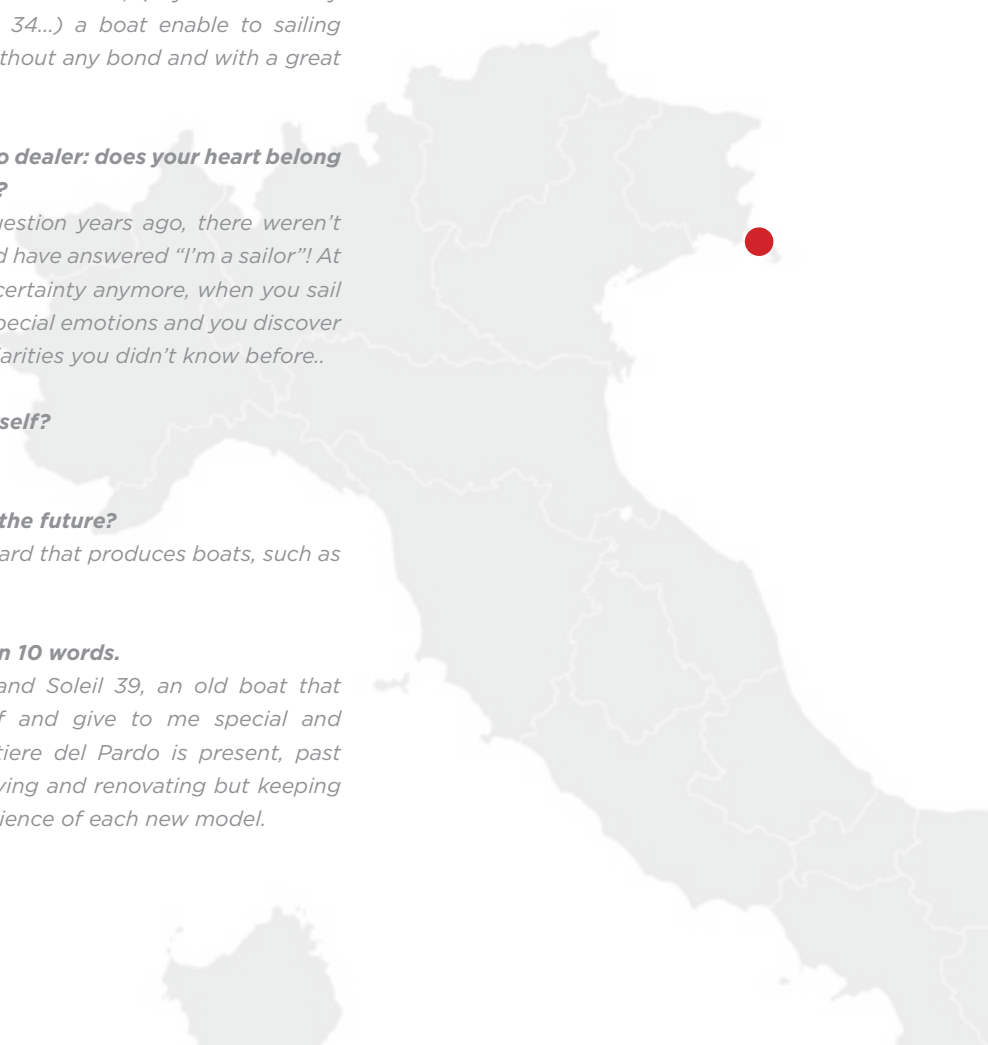 34...) a boat enable to sailing
ithout any bond and with a great
o dealer: does your heart belong
?
uestion years ago, there weren't
d have answered "I'm a sailor"! At
certainty anymore, when you sail
pecial emotions and you discover
larities you didn't know before..
rself?
the future?
ard that produces boats, such as
n 10 words.
and Soleil 39, an old boat that
f and give to me special and
tiere del Pardo is present, past
ving and renovating but keeping
rience of each new model.